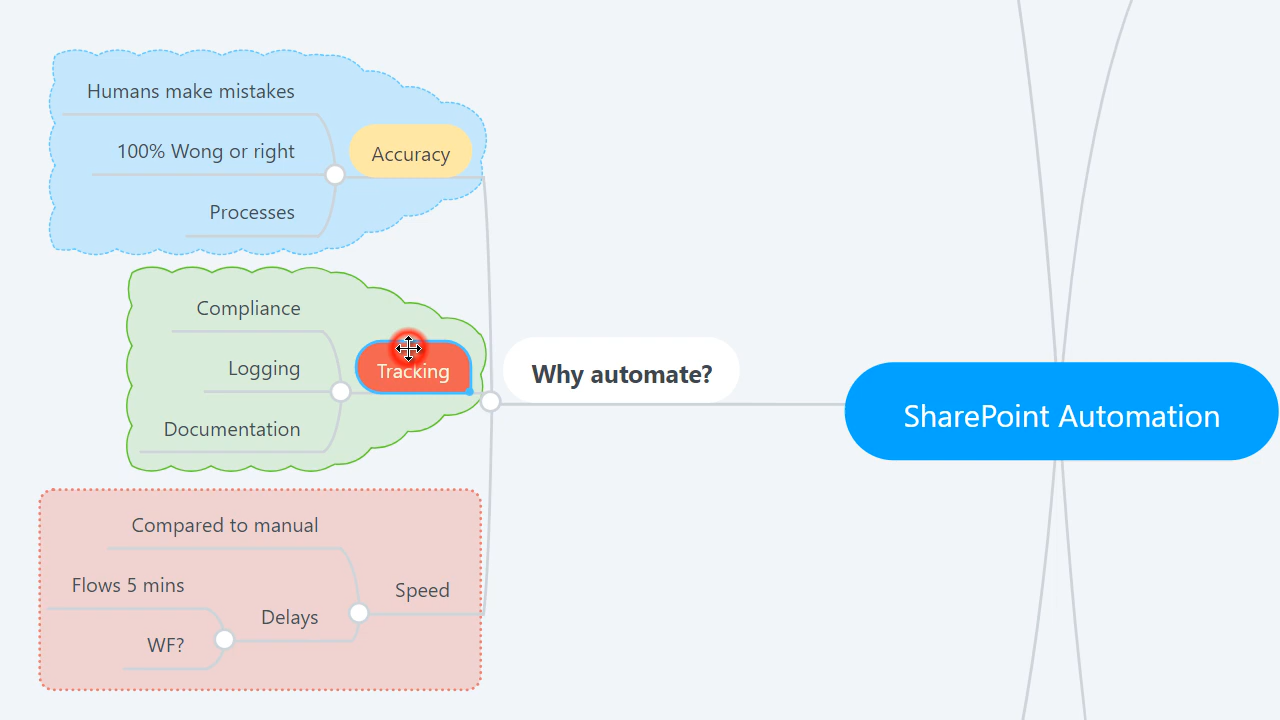 Humans make mistakes
100% Wong or right
Accuracy
Processes
Compliance
Logging
Tracking
Documentation
Why automate?
SharePoint Automation
Compared to manual
Flows 5 mins
Speed
Delays
WF?